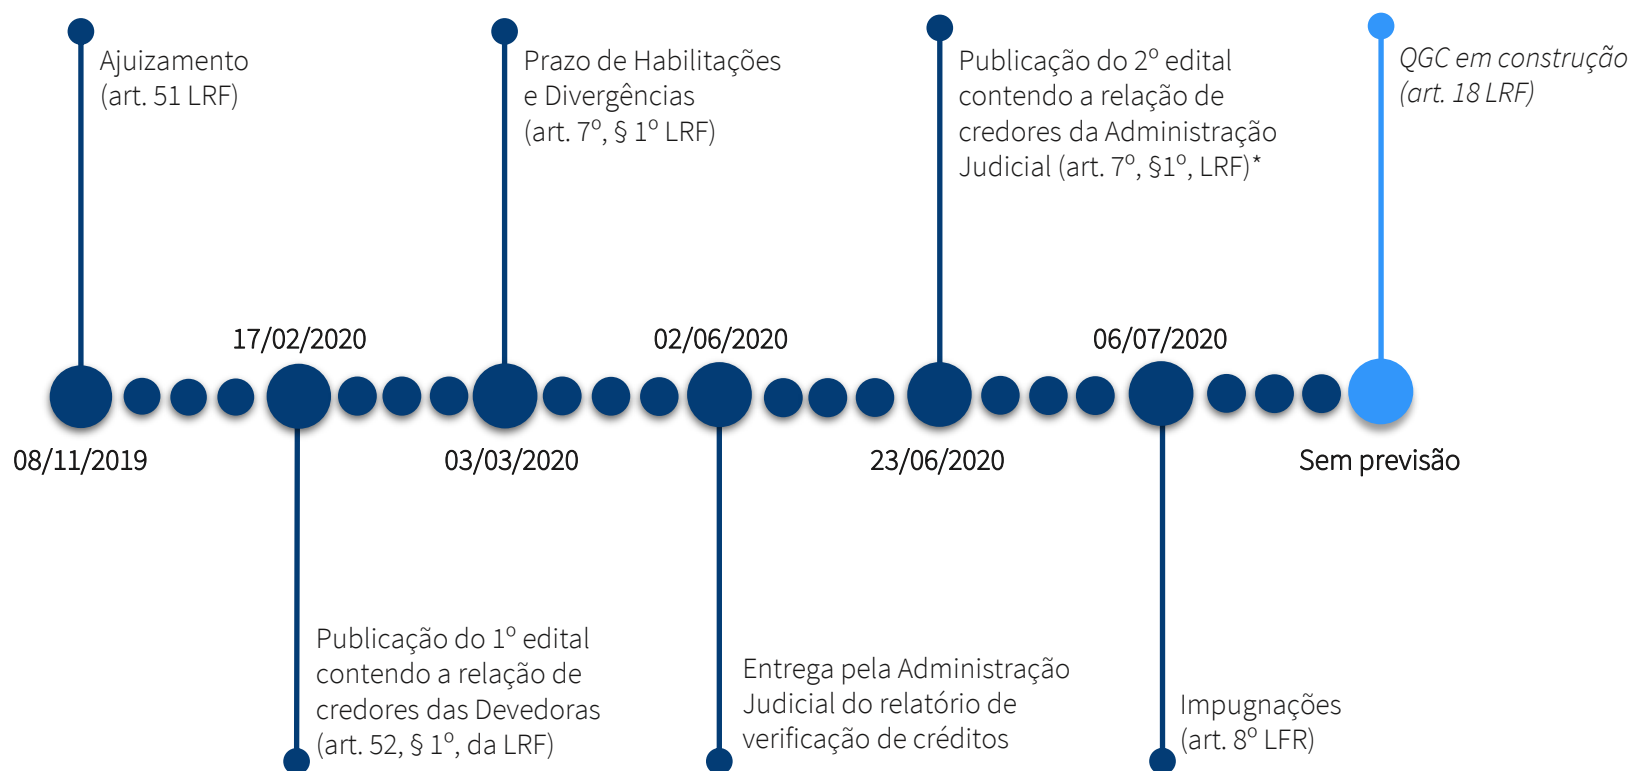 Ajuizamento
(art. 51 LRF)
Prazo de Habilitações
e Divergências
(art. 7º, § 1º LRF)
Publicação do 2º edital
contendo a relação de
credores da Administração
Judicial (art. 7º, §1º, LRF)*
QGC em construção
(art. 18 LRF)
17/02/2020
02/06/2020
06/07/2020
08/11/2019
03/03/2020
23/06/2020
Sem previsão
Publicação do 1º edital
contendo a relação de
credores das Devedoras
(art. 52, § 1º, da LRF)
Entrega pela Administração
Judicial do relatório de
verificação de créditos
Impugnações
(art. 8º LFR)